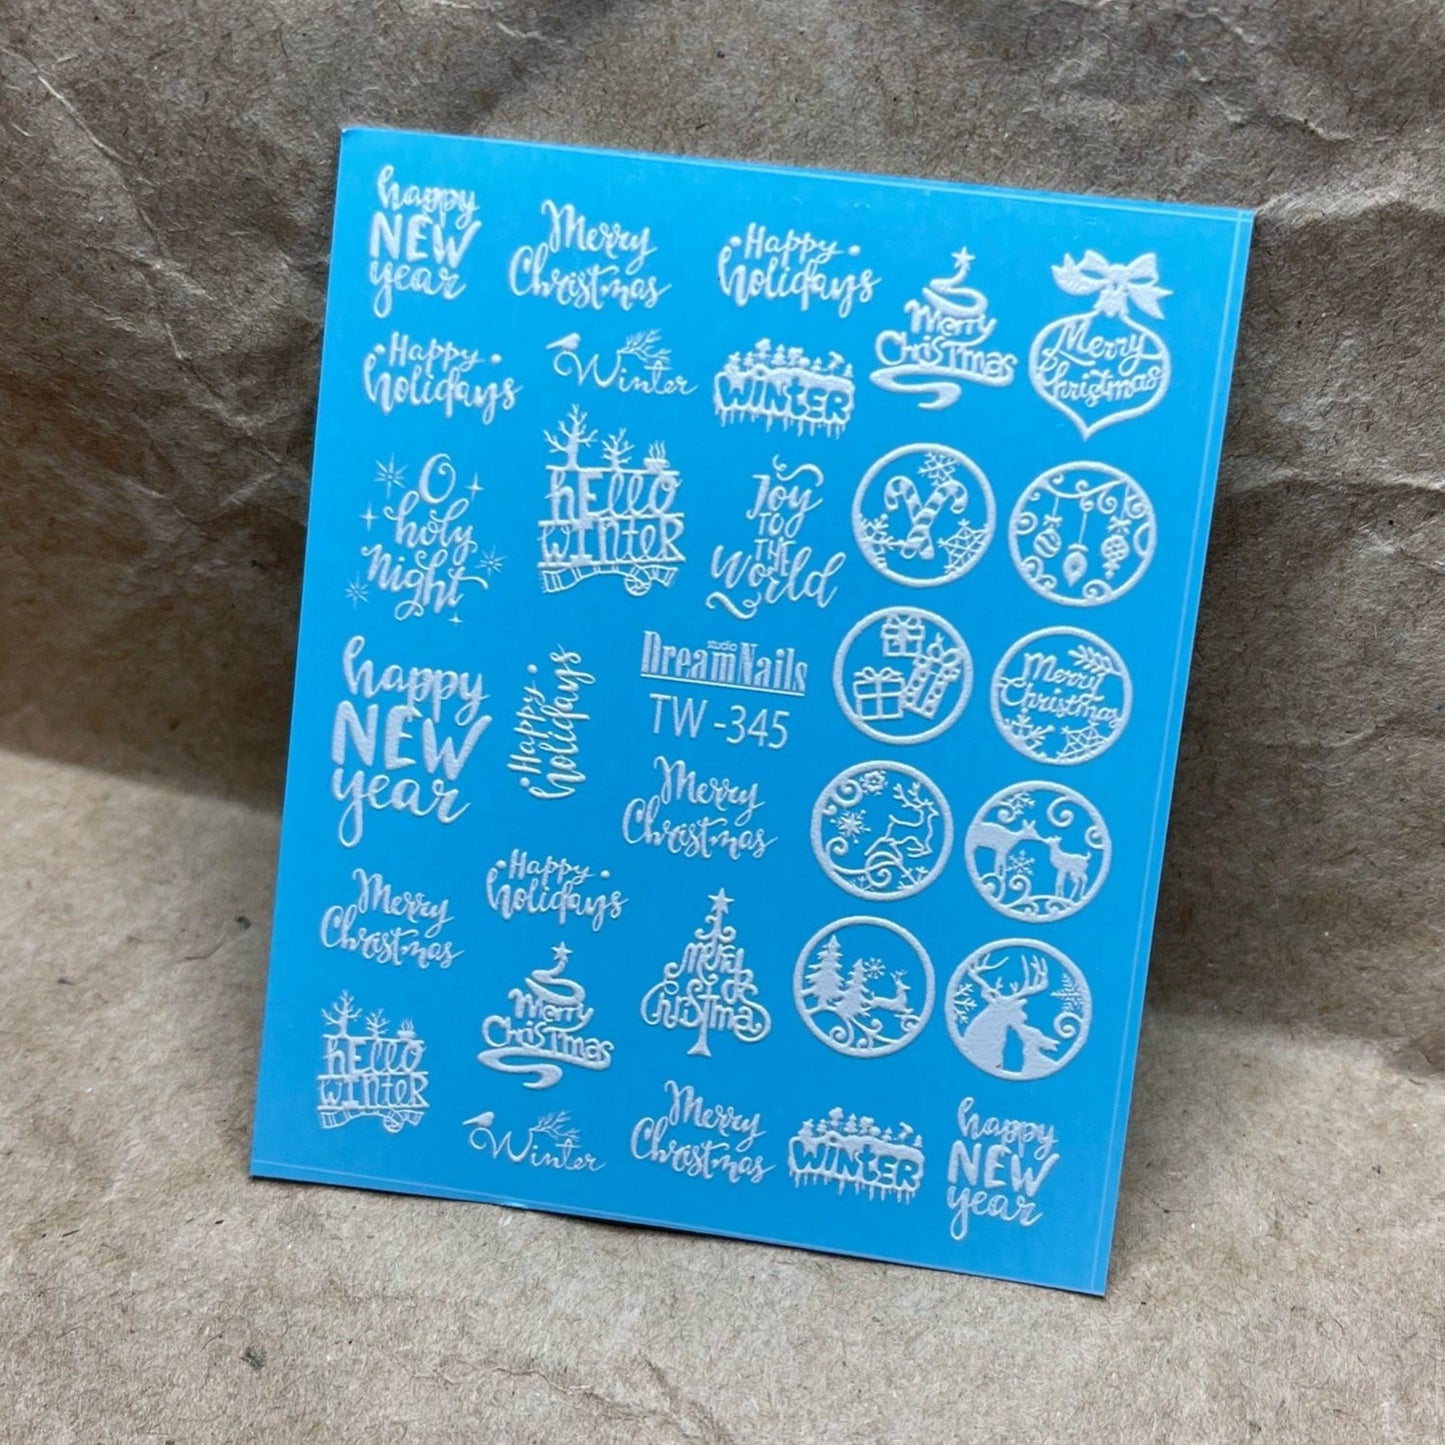 happy
NEW
year
Merry
Christmas
Happy
holidays
Merry
Christmas
Merry
Christmas
Happy
holidays
Winter
WINTER
O
holy
night
hELLO
WINTER
Joy
TO
THE
World
happy
NEW
year
Happy
holidays
studio
DreamNails
TW -345
Merry
Christmas
Merry
Christmas
Merry
Christmas
Happy
holidays
Merry
Christmas
Merry
Christmas
hELLO
WINTER
Winter
Merry
Christmas
WINTER
happy
NEW
year